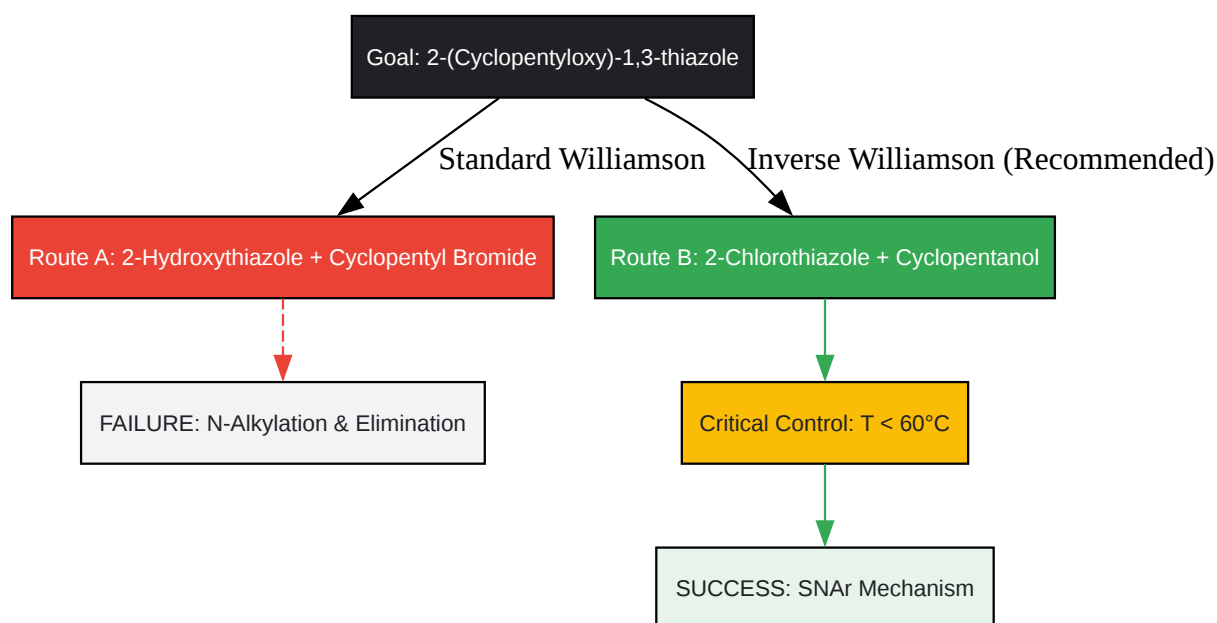 Goal: 2-(Cyclopentyloxy)-1,3-thiazole
Standard Williamson
Inverse Williamson (Recommended)
Route A: 2-Hydroxythiazole + Cyclopentyl Bromide
Route B: 2-Chlorothiazole + Cyclopentanol
FAILURE: N-Alkylation & Elimination
Critical Control: T < 60°C
SUCCESS: SNAr Mechanism